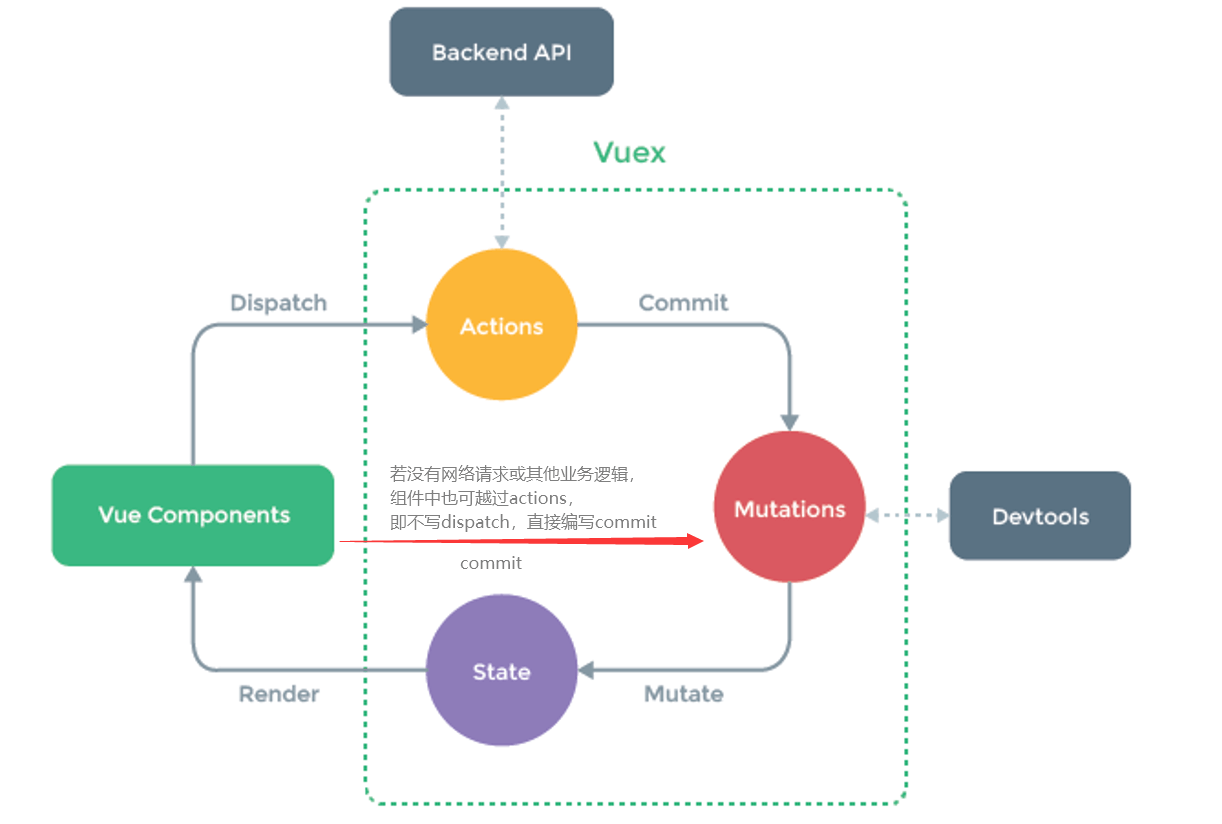 Backend API
Vuex
Dispatch
Commit
Actions
若没有网络请求或其他业务逻辑，
组件中也可越过actions，
即不写dispatch，直接编写commit
Vue Components
Mutations
Devtools
commit
State
Render
Mutate